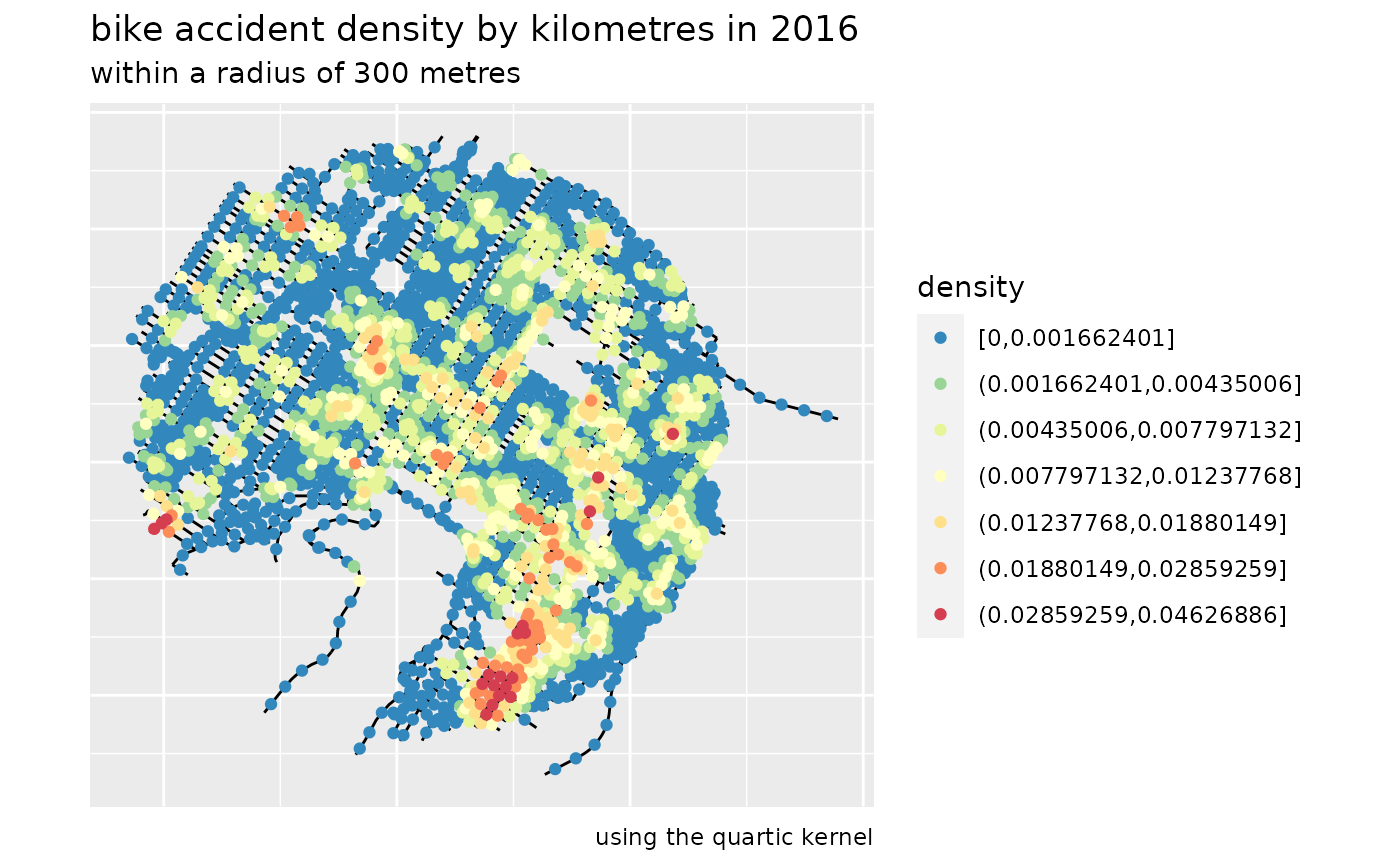 bike accident density by kilometres in 2016
within a radius of 300 metres
density
[0,0.001662401]
(0.001662401,0.00435006]
(0.00435006,0.007797132]
(0.007797132,0.01237768]
(0.01237768,0.01880149]
(0.01880149,0.02859259]
(0.02859259,0.04626886]
using the quartic kernel